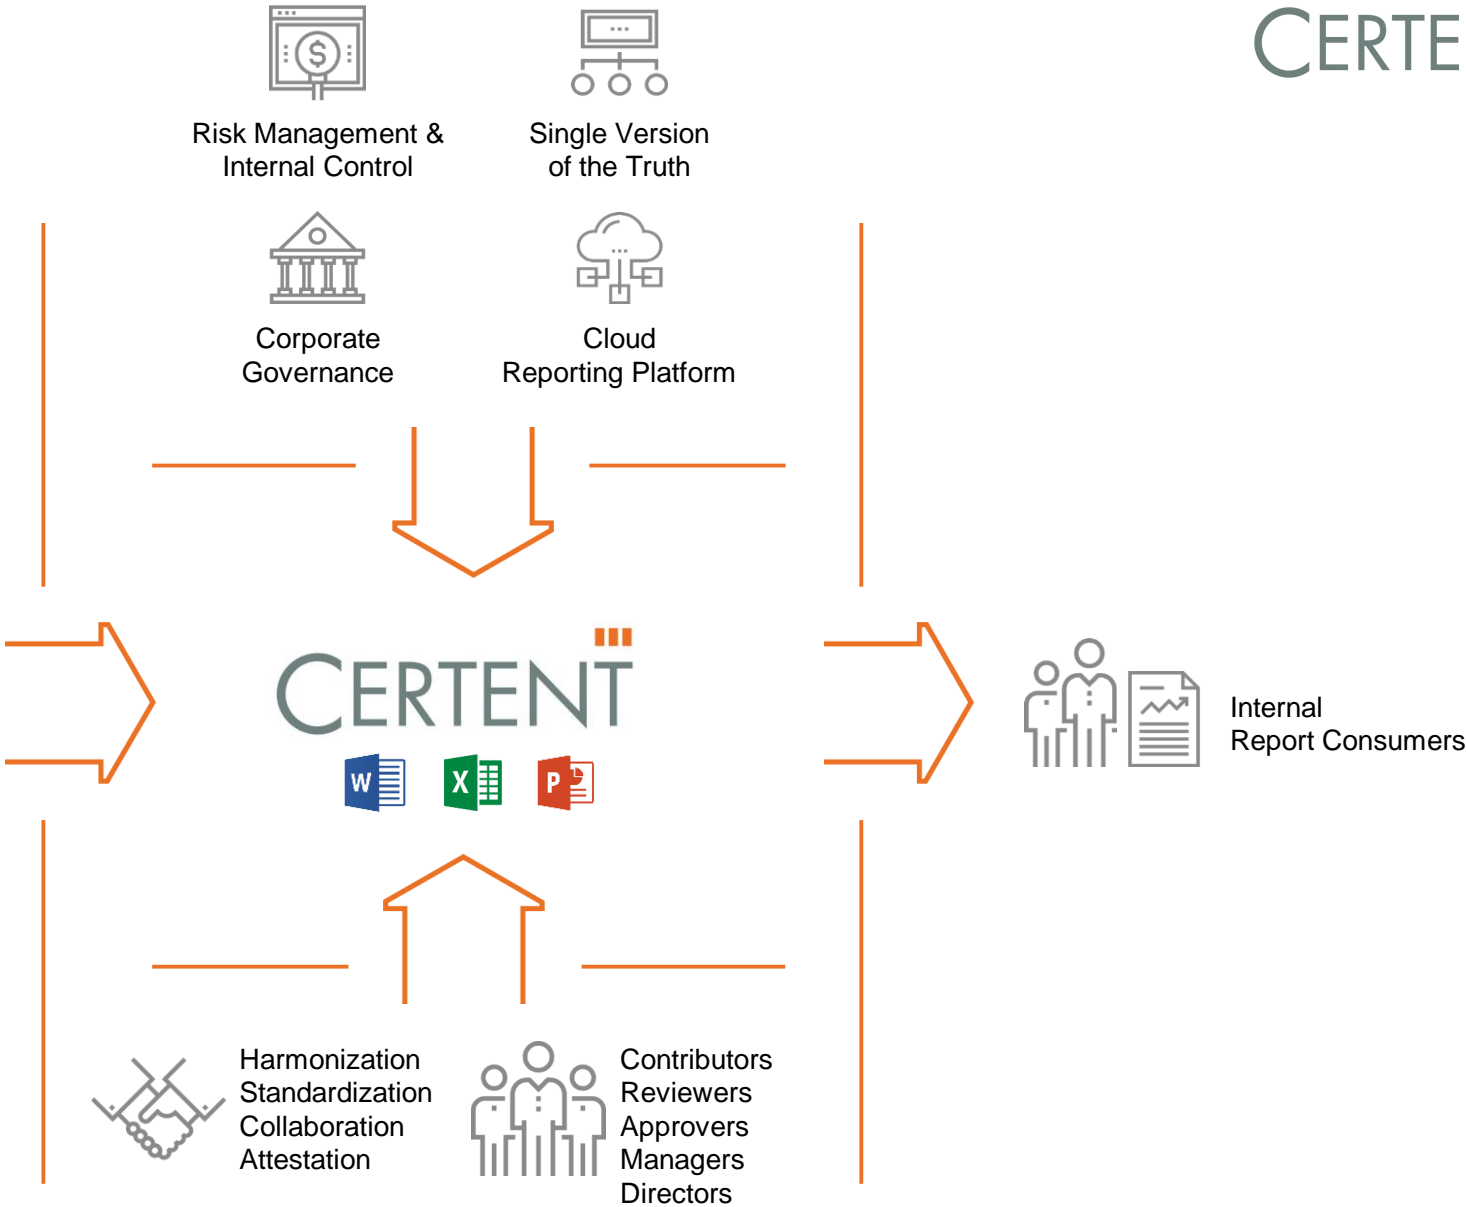 CERTE
Risk Management &
Internal Control
Single Version
of the Truth
Corporate
Governance
Cloud
Reporting Platform
CERTENT
W
X
P
Internal
Report Consumers
Harmonization
Standardization
Collaboration
Attestation
Contributors
Reviewers
Approvers
Managers
Directors